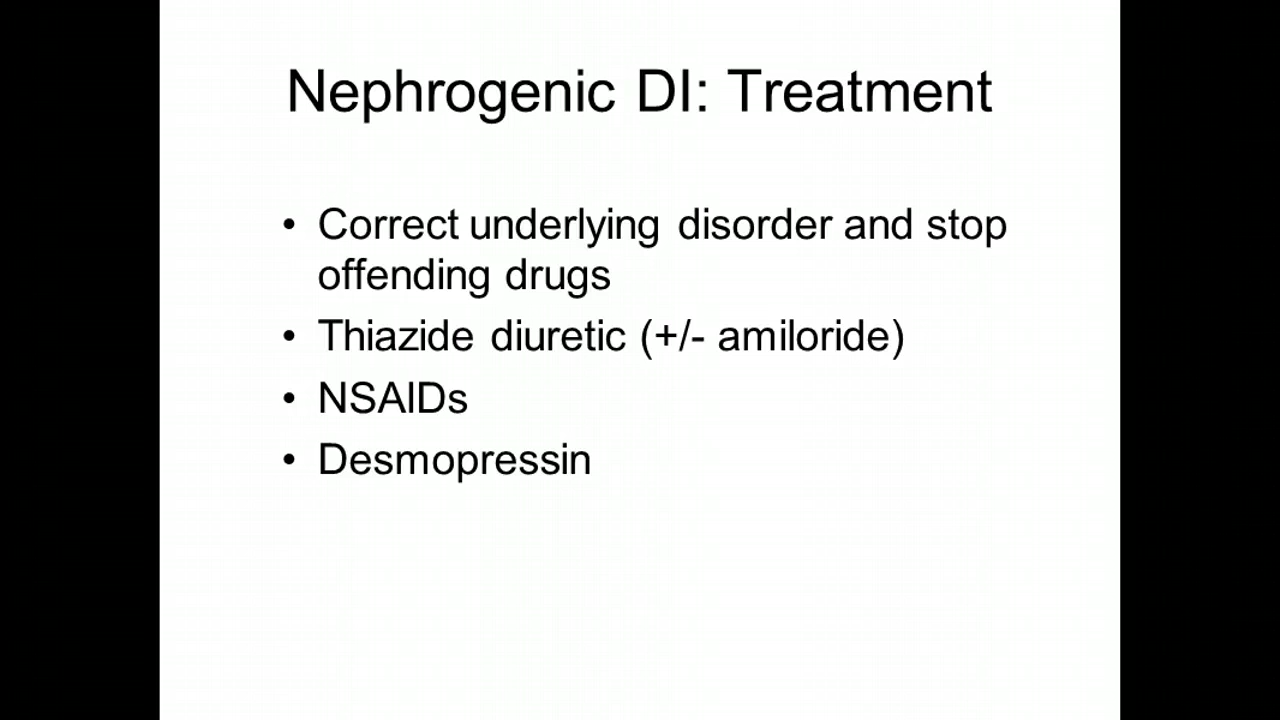 Nephrogenic DI: Treatment
• Correct underlying disorder and stop
offending drugs
• Thiazide diuretic (+/- amiloride)
• NSAIDs
• Desmopressin